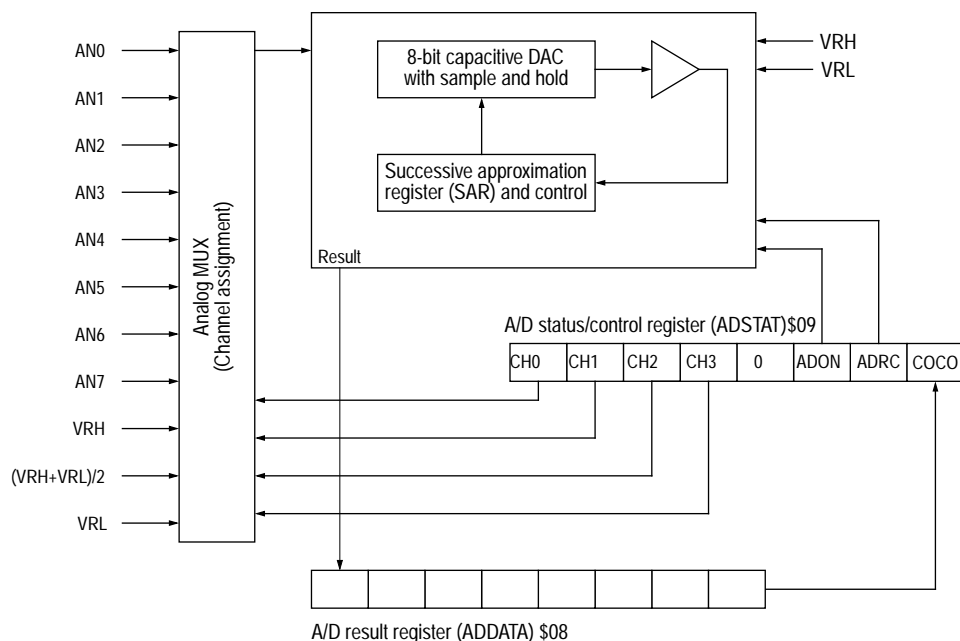 AN0
AN1
AN2
AN3
AN4
AN5
AN6
AN7
VRH
(VRH+VRL)/2
VRL
Analog MUX
(Channel assignment)
8-bit capacitive DAC
with sample and hold
Successive approximation
register (SAR) and control
Result
VRH
VRL
A/D status/control register (ADSTAT)$09
CH0 CH1 CH2 CH3 0 ADON ADRC COCO
A/D result register (ADDATA) $08